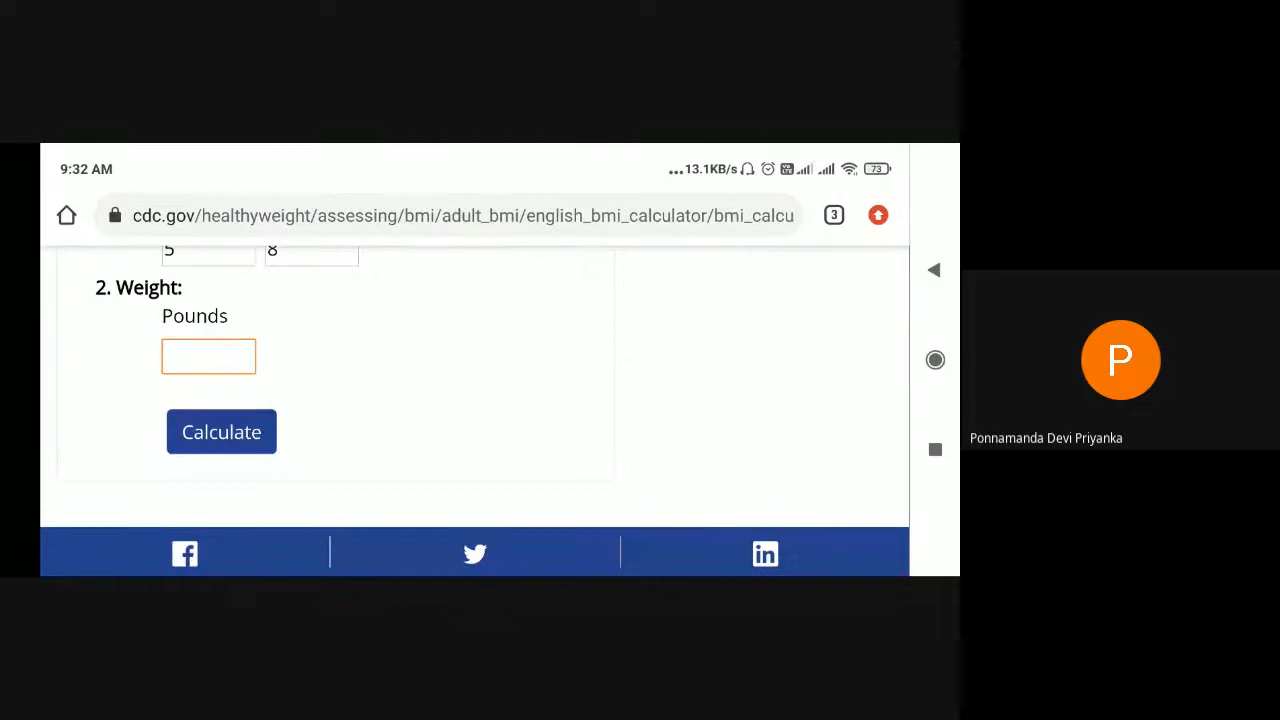 9:32 AM
...13.1KB/s
73
cdc.gov/healthyweight/assessing/bmi/adult_bmi/english_bmi_calculator/bmi_calcu
3
5 8
2. Weight:
Pounds
Calculate
P
Ponnamanda Devi Priyanka